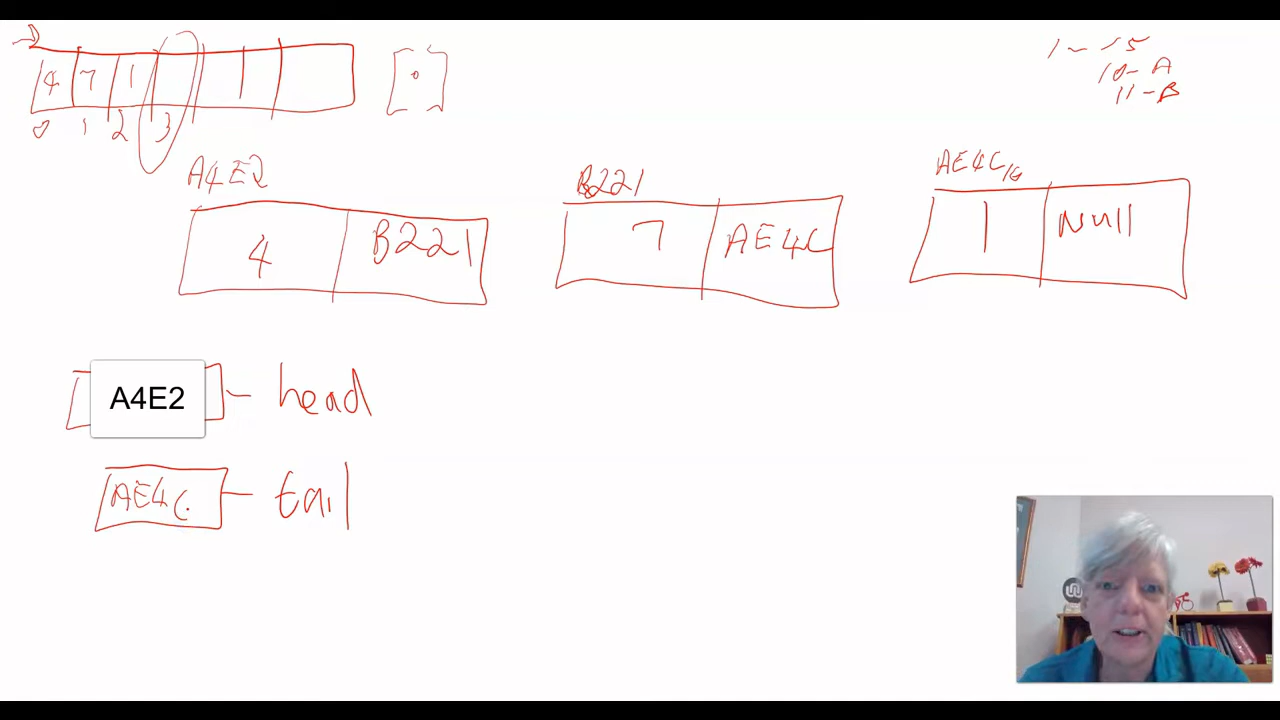 4 7 1
0 1 2 3
1 - 15
10 - A
11 - B
A4E2
B221
AE4C16
4 B221
7 AE4C
1 Null
A4E2 - head
AE4C - tail